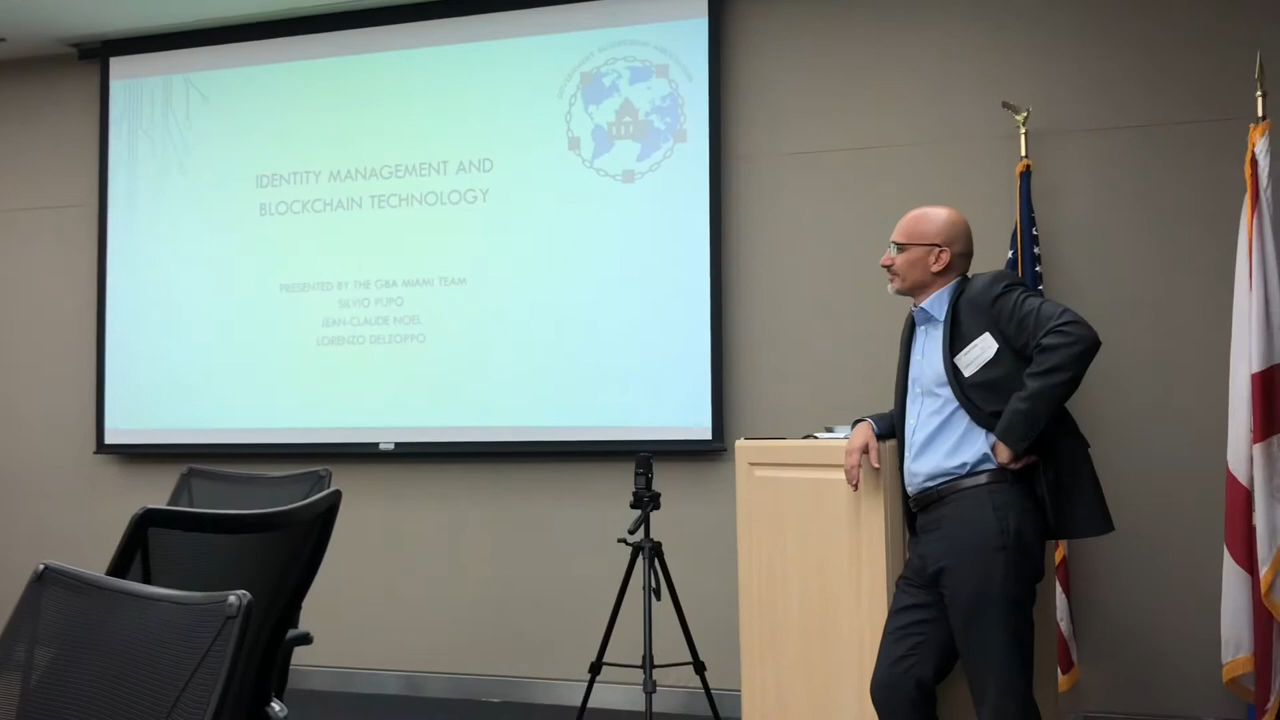 IDENTITY MANAGEMENT AND
BLOCKCHAIN TECHNOLOGY
PRESENTED BY THE GBA MIAMI TEAM
SILVIO PUPO
JEAN-CLAUDE NOEL
LORENZO DELZOPPO